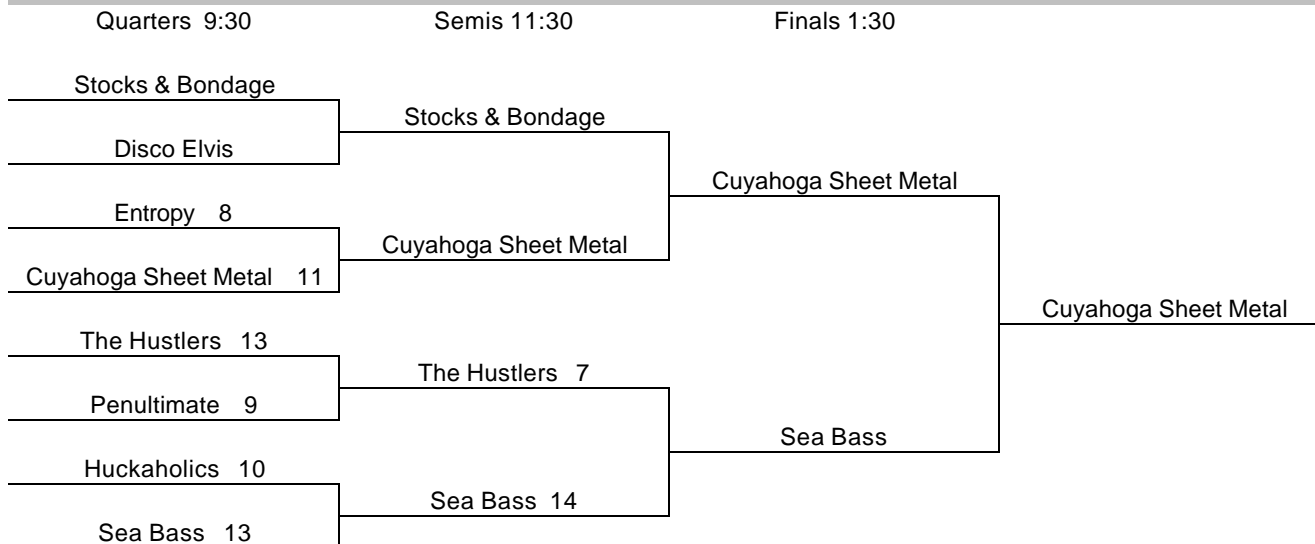 Quarters 9:30 Semis 11:30 Finals 1:30
Stocks & Bondage
Stocks & Bondage
Disco Elvis
Cuyahoga Sheet Metal
Entropy 8
Cuyahoga Sheet Metal
Cuyahoga Sheet Metal 11
Cuyahoga Sheet Metal
The Hustlers 13
The Hustlers 7
Penultimate 9
Sea Bass
Huckaholics 10
Sea Bass 14
Sea Bass 13